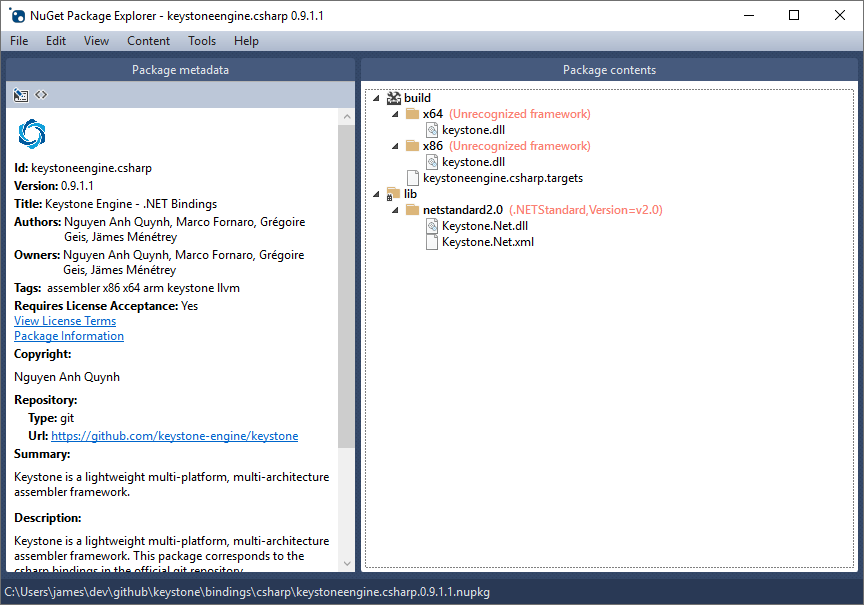 NuGet Package Explorer - keystoneengine.csharp 0.9.1.1
File Edit View Content Tools Help
Package metadata
Id: keystoneengine.csharp
Version: 0.9.1.1
Title: Keystone Engine - .NET Bindings
Authors: Nguyen Anh Quynh, Marco Fornaro, Grégoire
Geis, Jämes Ménétrey
Owners: Nguyen Anh Quynh, Marco Fornaro, Grégoire
Geis, Jämes Ménétrey
Tags: assembler x86 x64 arm keystone llvm
Requires License Acceptance: Yes
View License Terms
Package Information
Copyright:
Nguyen Anh Quynh
Repository:
Type: git
Url: https://github.com/keystone-engine/keystone
Summary:
Keystone is a lightweight multi-platform, multi-architecture
assembler framework.
Description:
Keystone is a lightweight multi-platform, multi-architecture
assembler framework. This package corresponds to the
csharp bindings in the official git repository.
Package contents
build
x64 (Unrecognized framework)
keystone.dll
x86 (Unrecognized framework)
keystone.dll
keystoneengine.csharp.targets
lib
netstandard2.0 (.NETStandard,Version=v2.0)
Keystone.Net.dll
Keystone.Net.xml
C:\Users\james\dev\github\keystone\bindings\csharp\keystoneengine.csharp.0.9.1.1.nupkg